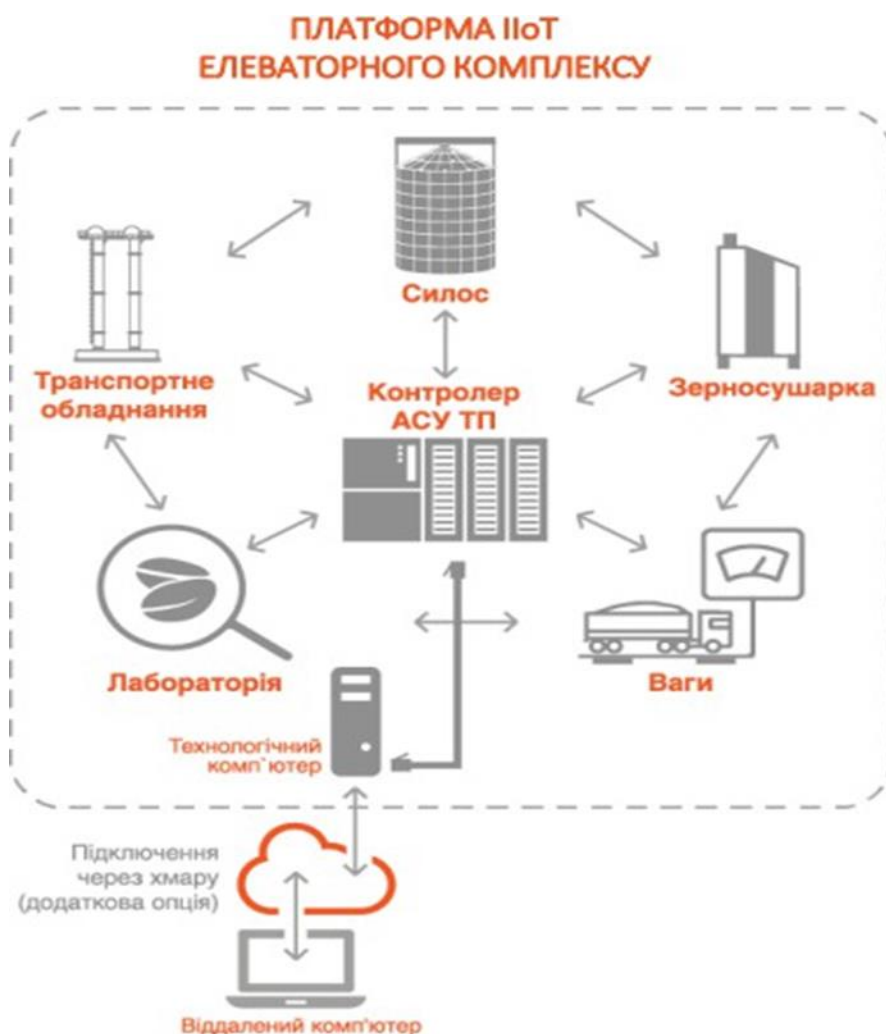 ПЛАТФОРМА IIoT
ЕЛЕВАТОРНОГО КОМПЛЕКСУ
Силос
Транспортне
обладнання
Контролер
АСУ ТП
Зерносушарка
Лабораторія
Ваги
Технологічний
комп`ютер
Підключення
через хмару
(додаткова опція)
Віддалений комп'ютер